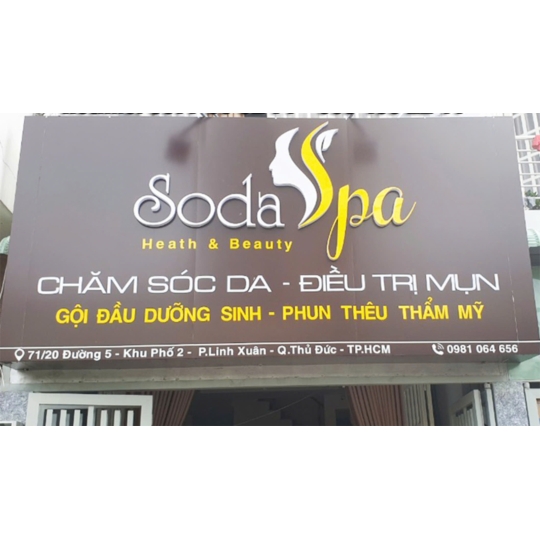 Soda Spa
Heath & Beauty
CHĂM SÓC DA - ĐIỀU TRỊ MỤN
GỘI ĐẦU DƯỠNG SINH - PHUN THÊU THẨM MỸ
71/20 Đường 5 - Khu Phố 2 - P.Linh Xuân - Q.Thủ Đức - TP.HCM 0981 064 656